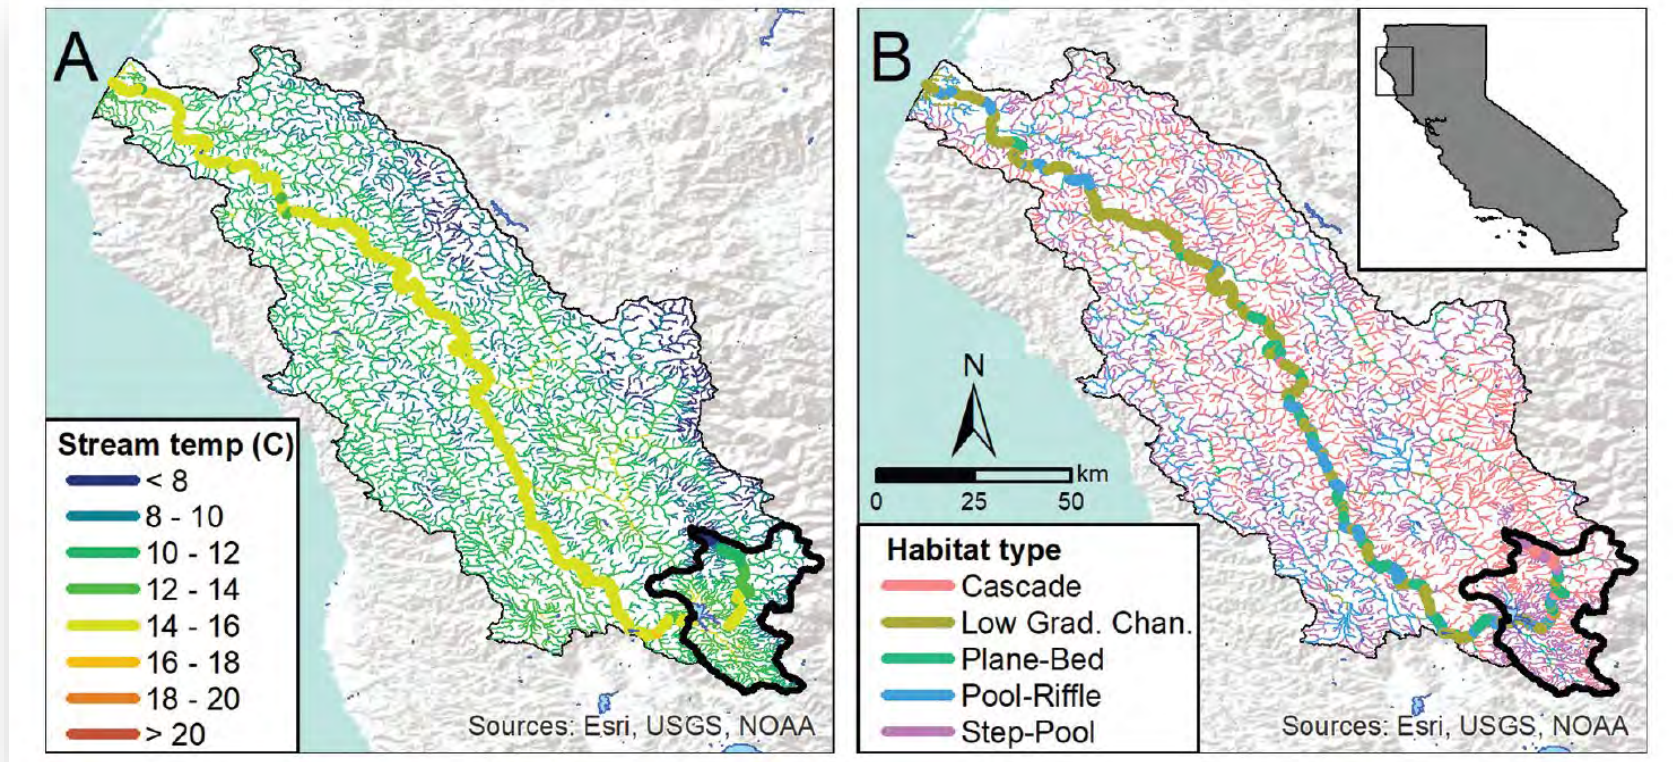 A
Stream temp (C)
< 8
8 - 10
10 - 12
12 - 14
14 - 16
16 - 18
18 - 20
> 20
Sources: Esri, USGS, NOAA
B
N
km
0 25 50
Habitat type
Cascade
Low Grad. Chan.
Plane-Bed
Pool-Riffle
Step-Pool
Sources: Esri, USGS, NOAA